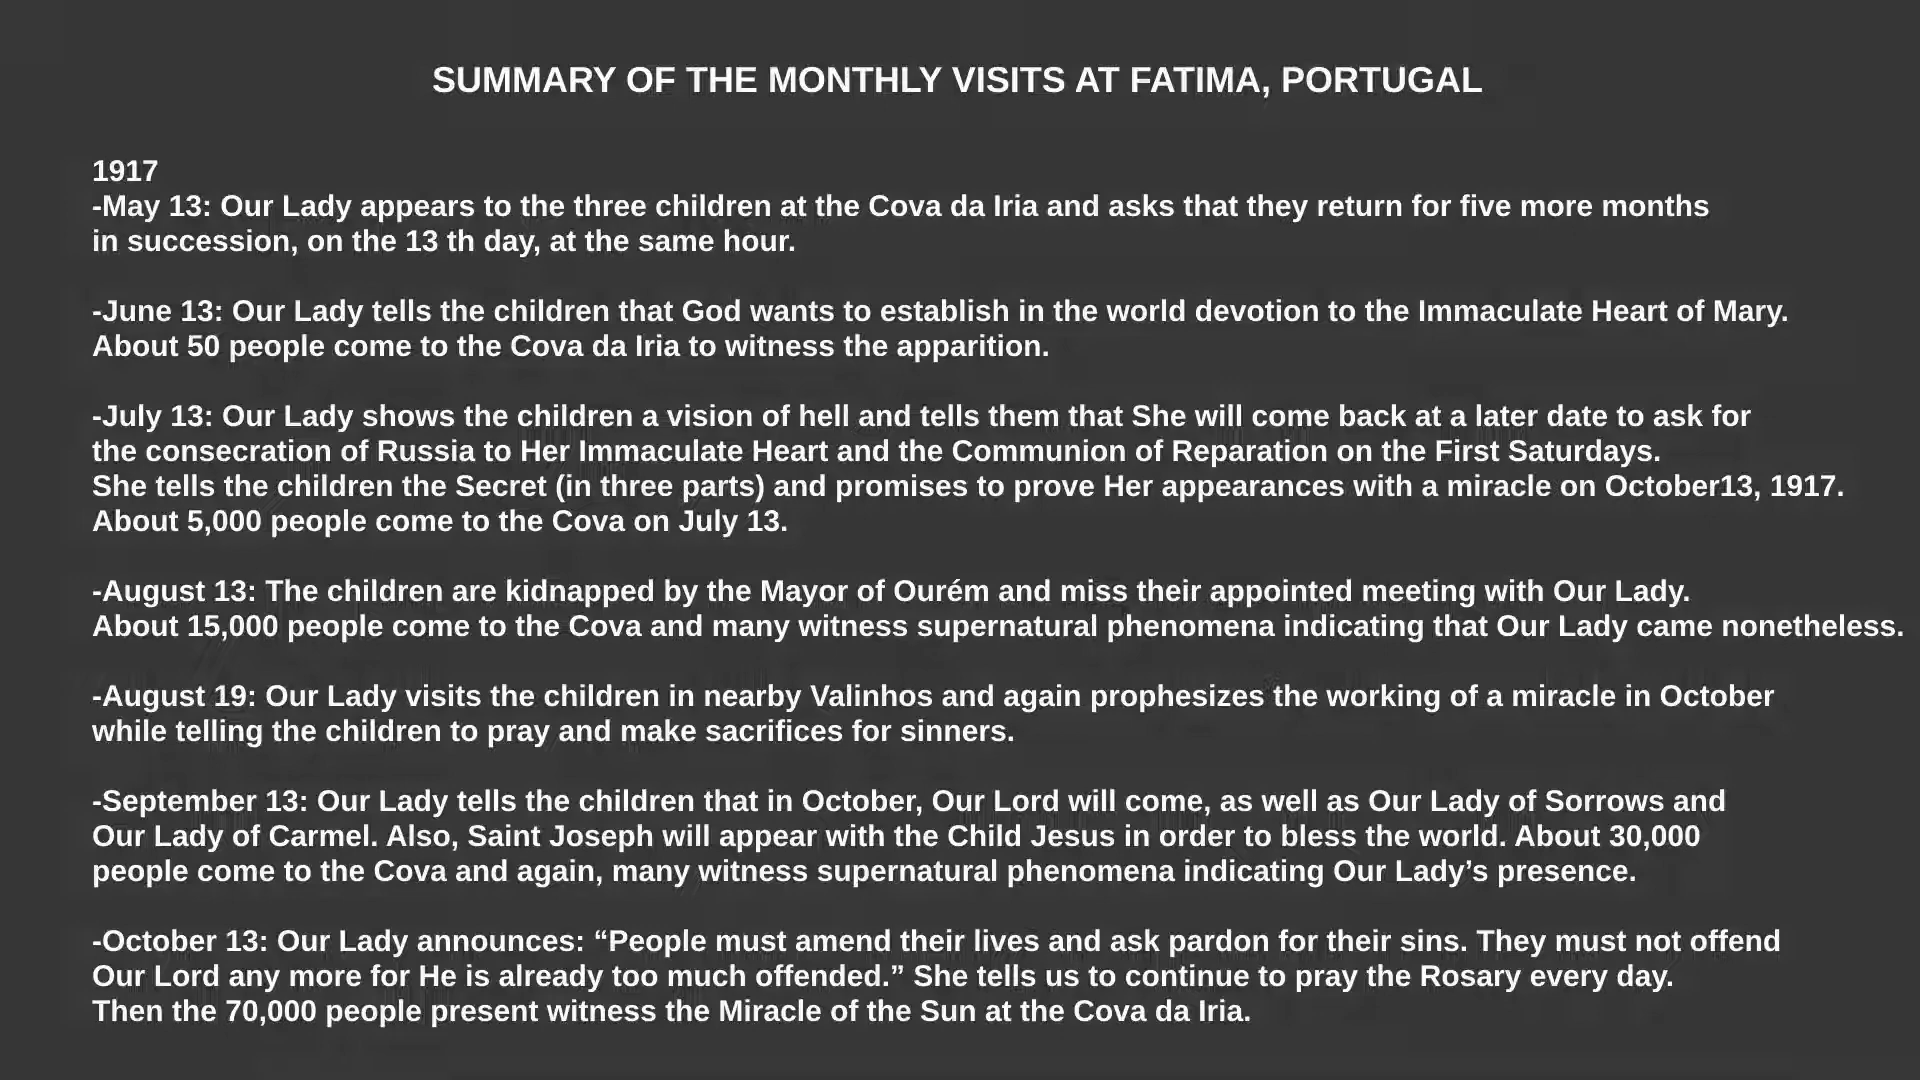 SUMMARY OF THE MONTHLY VISITS AT FATIMA, PORTUGAL
1917
-May 13: Our Lady appears to the three children at the Cova da Iria and asks that they return for five more months
in succession, on the 13 th day, at the same hour.
-June 13: Our Lady tells the children that God wants to establish in the world devotion to the Immaculate Heart of Mary.
About 50 people come to the Cova da Iria to witness the apparition.
-July 13: Our Lady shows the children a vision of hell and tells them that She will come back at a later date to ask for
the consecration of Russia to Her Immaculate Heart and the Communion of Reparation on the First Saturdays.
She tells the children the Secret (in three parts) and promises to prove Her appearances with a miracle on October13, 1917.
About 5,000 people come to the Cova on July 13.
-August 13: The children are kidnapped by the Mayor of Ourém and miss their appointed meeting with Our Lady.
About 15,000 people come to the Cova and many witness supernatural phenomena indicating that Our Lady came nonetheless.
-August 19: Our Lady visits the children in nearby Valinhos and again prophesizes the working of a miracle in October
while telling the children to pray and make sacrifices for sinners.
-September 13: Our Lady tells the children that in October, Our Lord will come, as well as Our Lady of Sorrows and
Our Lady of Carmel. Also, Saint Joseph will appear with the Child Jesus in order to bless the world. About 30,000
people come to the Cova and again, many witness supernatural phenomena indicating Our Lady’s presence.
-October 13: Our Lady announces: “People must amend their lives and ask pardon for their sins. They must not offend
Our Lord any more for He is already too much offended.” She tells us to continue to pray the Rosary every day.
Then the 70,000 people present witness the Miracle of the Sun at the Cova da Iria.